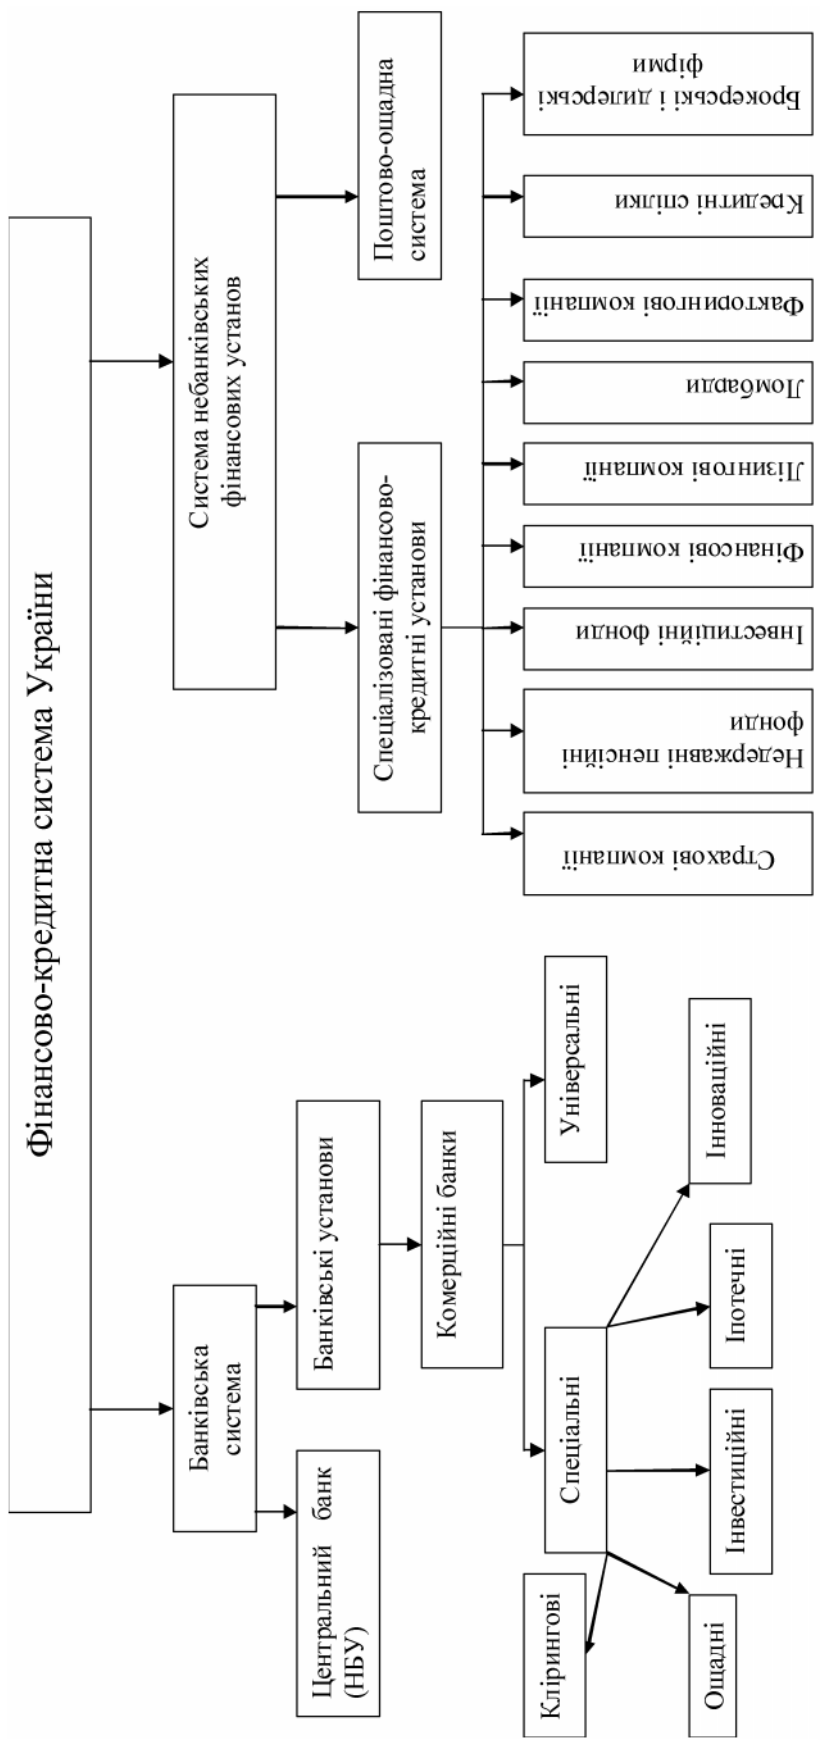 Фінансово-кредитна система України
Банківська
система
Система небанківських
фінансових установ
Центральний банк
(НБУ)
Банківські установи
Спеціалізовані фінансово-
кредитні установи
Поштово-ощадна
система
Комерційні банки
Спеціальні
Універсальні
Клірингові
Ощадні
Інвестиційні
Іпотечні
Інноваційні
Страхові компанії
Недержавні пенсійні
фонди
Інвестиційні фонди
Фінансові компанії
Лізингові компанії
Ломбарди
Факторингові компанії
Кредитні спілки
Брокерські і дилерські
фірми